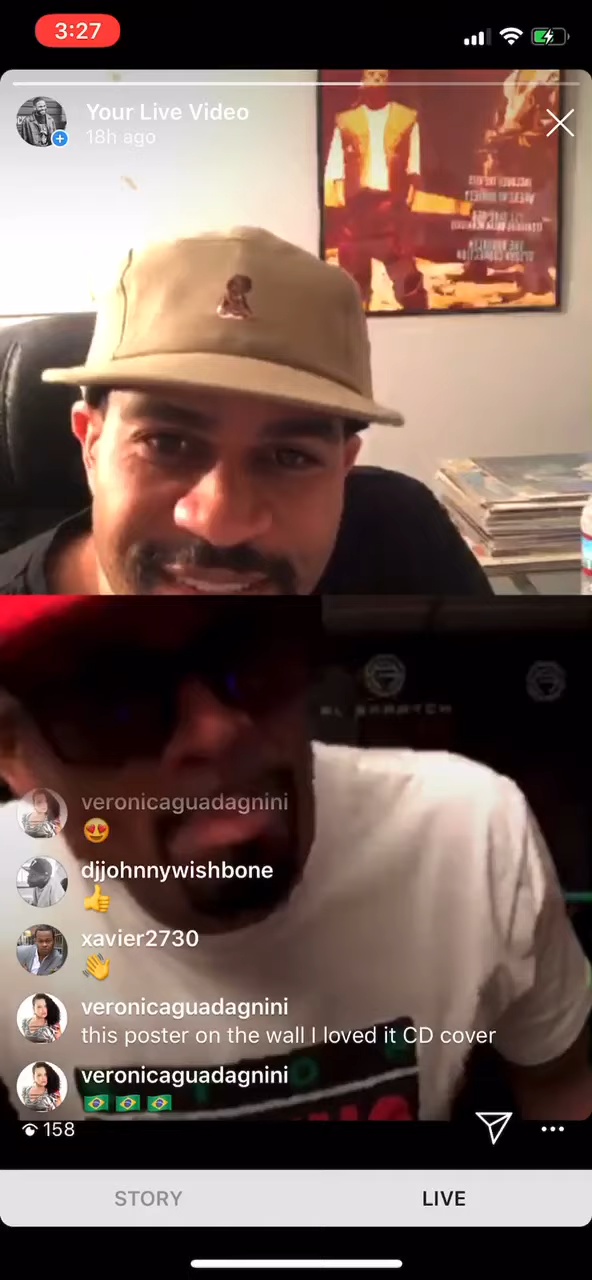 3:27
Your Live Video
18h ago
veronicaguadagnini
djjohnnywishbone
xavier2730
veronicaguadagnini
this poster on the wall I loved it CD cover
veronicaguadagnini
158
STORY
LIVE